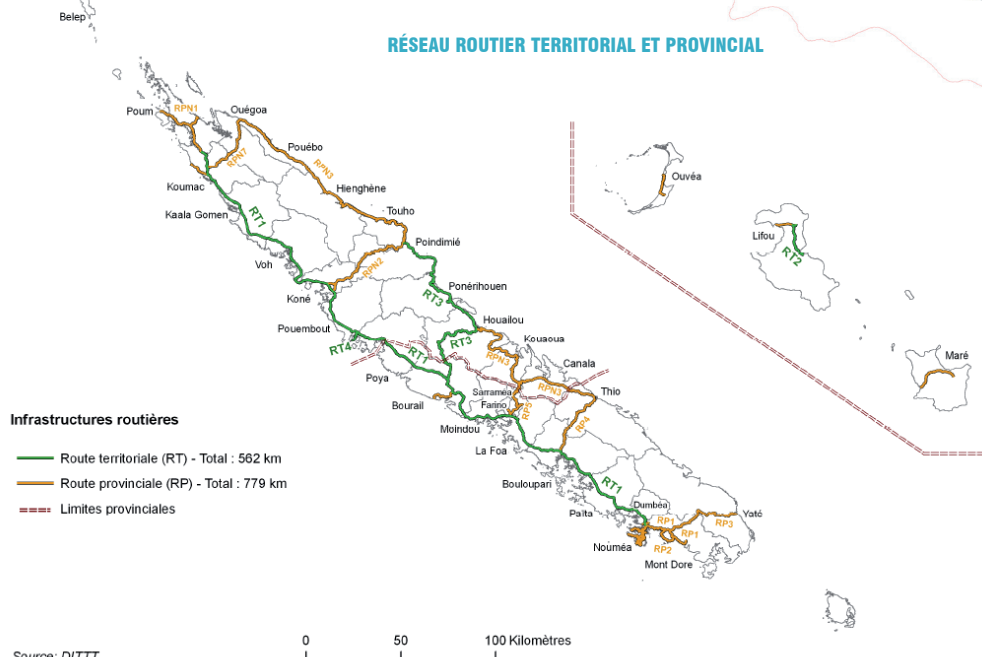 Belep
RÉSEAU ROUTIER TERRITORIAL ET PROVINCIAL
Poum
RPN1
Ouégoa
Pouébo
RPN7
RPN3
Ouvéa
Koumac
Hienghène
Kaala Gomen
RT1
Touho
Lifou
Poindimié
RT2
Voh
RPN2
Koné
Ponérihouen
RT3
Pouembout
Houailou
RT4
RT1
RT3
Kouaoua
RPN3
Canala
Maré
Poya
RPN3
Thio
Sarraméa
Bourail
Farino
RP5
Infrastructures routières
Moindou
RP4
La Foa
Route territoriale (RT) - Total : 562 km
Route provinciale (RP) - Total : 779 km
Bouloupari
RT1
Limites provinciales
Dumbéa
Païta
Yaté
RP1
RP3
RP1
Nouméa
RP2
Mont Dore
0 50 100 Kilomètres
Source: DITTT